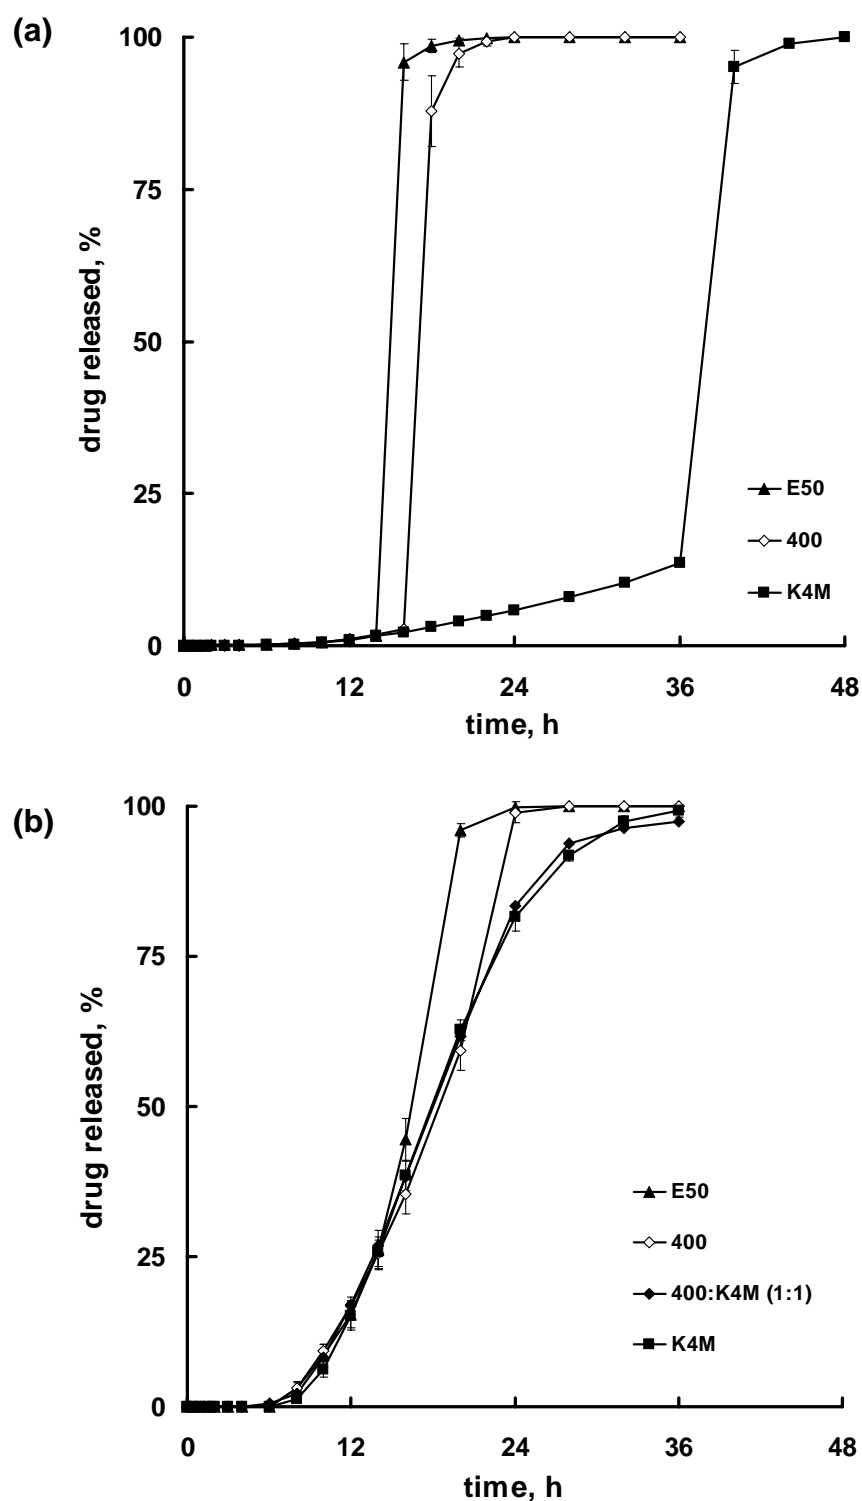 (a)
100
75
50
25
0
drug released, %
E50
400
K4M
0 12 24 36 48
time, h
(b)
100
75
50
25
0
drug released, %
E50
400
400:K4M (1:1)
K4M
0 12 24 36 48
time, h